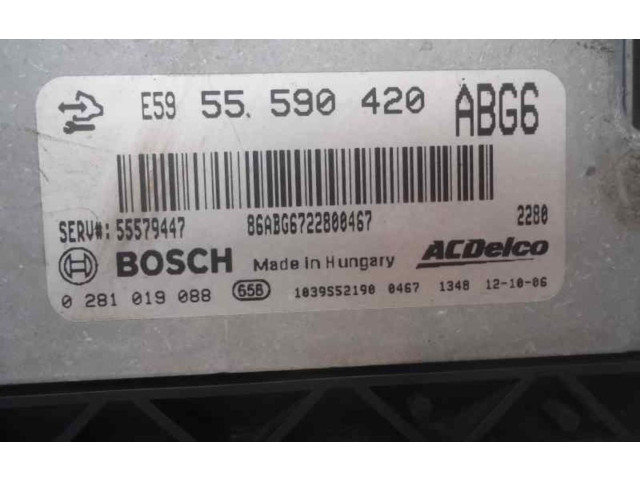 E59 55.590 420 ABG6
SERV#: 55579447 86ABG6722800467 2280
BOSCH Made in Hungary ACDelco
0 281 019 088 558 1039S52190 0467 1348 12-10-06